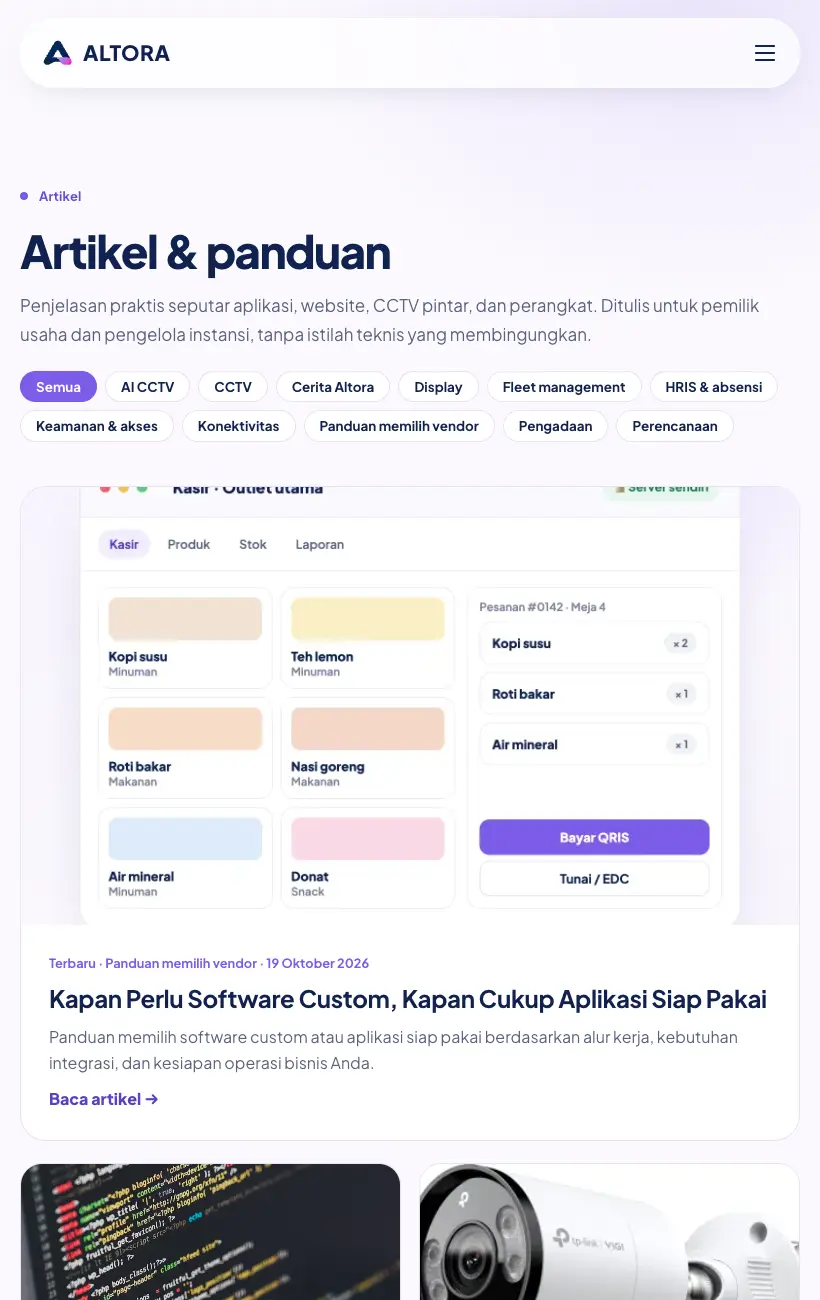 ALTORA
Artikel
Artikel & panduan
Penjelasan praktis seputar aplikasi, website, CCTV pintar, dan perangkat. Ditulis untuk pemilik
usaha dan pengelola instansi, tanpa istilah teknis yang membingungkan.
Semua AI CCTV CCTV Cerita Altora Display Fleet management HRIS & absensi
Keamanan & akses Konektivitas Panduan memilih vendor Pengadaan Perencanaan
Kasir · Outlet utama Server sendiri
Kasir Produk Stok Laporan
Pesanan #0142 · Meja 4
Kopi susu
Minuman
Teh lemon
Minuman
Kopi susu × 2
Roti bakar × 1
Roti bakar
Makanan
Nasi goreng
Makanan
Air mineral × 1
Bayar QRIS
Air mineral
Minuman
Donat
Snack
Tunai / EDC
Terbaru · Panduan memilih vendor · 19 Oktober 2026
Kapan Perlu Software Custom, Kapan Cukup Aplikasi Siap Pakai
Panduan memilih software custom atau aplikasi siap pakai berdasarkan alur kerja, kebutuhan
integrasi, dan kesiapan operasi bisnis Anda.
Baca artikel →
tp-link | VIGI